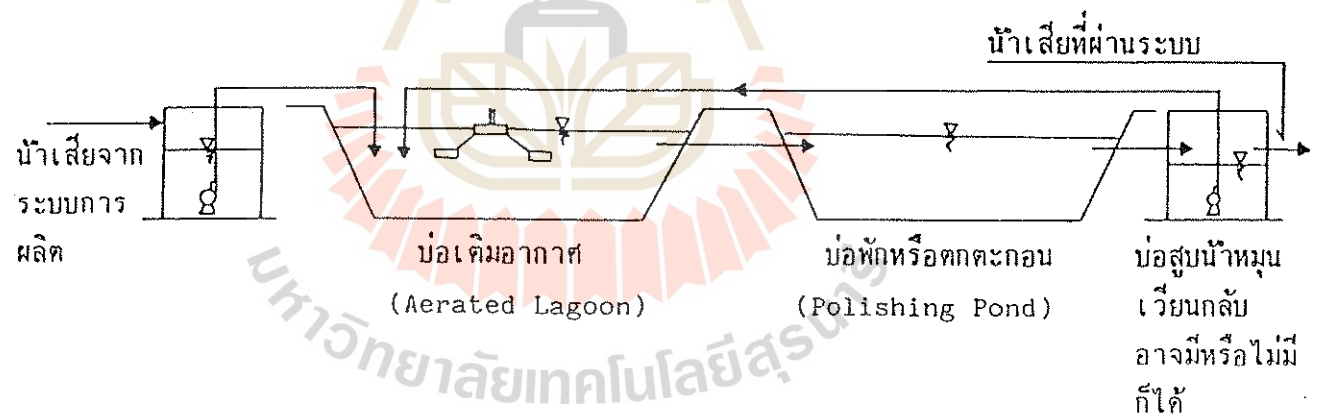 น้ำเสียที่ผ่านระบบ
น้ำเสียจาก
ระบบการ
ผลิต
บ่อเติมอากาศ
(Aerated Lagoon)
บ่อพักหรือตกตะกอน
(Polishing Pond)
บ่อสูบน้ำหมุน
เวียนกลับ
อาจมีหรือไม่มี
ก็ได้
มหาวิทยาลัยเทคโนโลยีสุรนารี